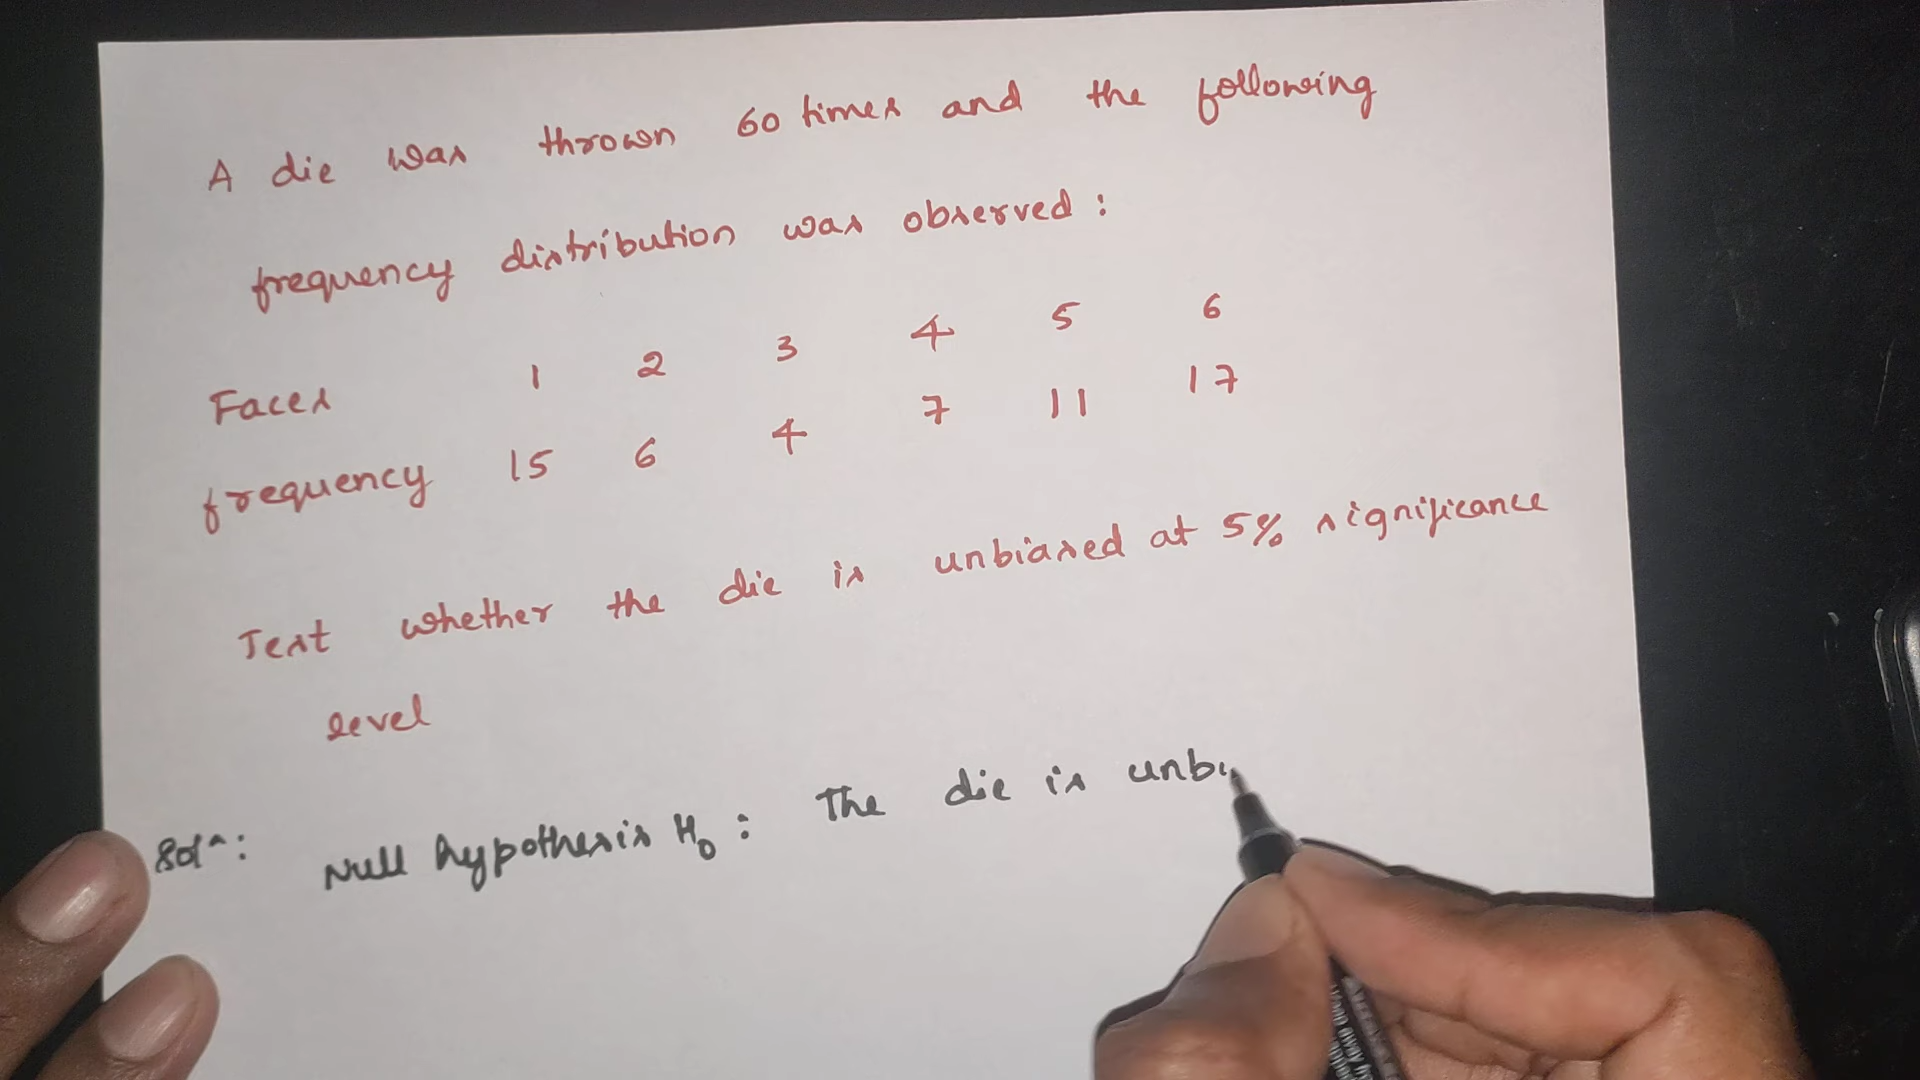 A die was thrown 60 times and the following
frequency distribution was observed:
Faces 1 2 3 4 5 6
frequency 15 6 4 7 11 17
Test whether the die is unbiased at 5% significance
level
Solⁿ: Null hypothesis H₀: The die is unbi